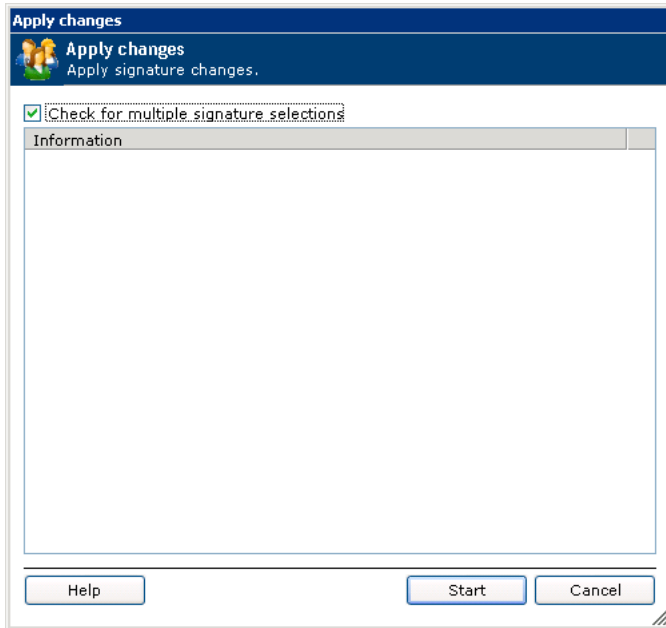 Apply changes
Apply changes
Apply signature changes.
Check for multiple signature selections
Information
Help
Start
Cancel